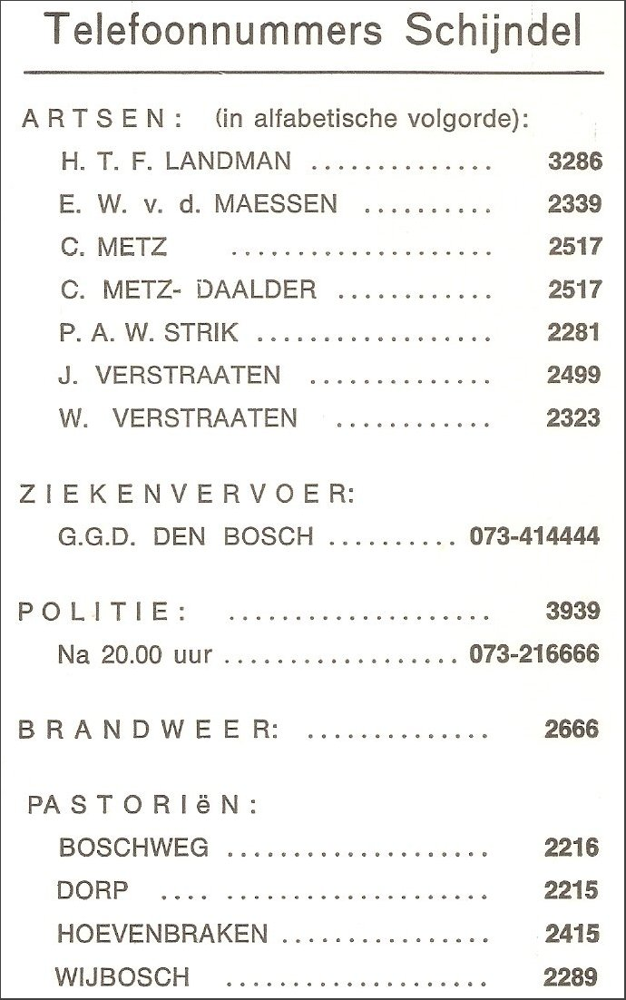 Telefoonnummers Schijndel
ARTSEN: (in alfabetische volgorde):
H. T. F. LANDMAN ............... 3286
E. W. v. d. MAESSEN .......... 2339
C. METZ .................... 2517
C. METZ- DAALDER ............ 2517
P. A. W. STRIK .................. 2281
J. VERSTRAATEN .............. 2499
W. VERSTRAATEN ............ 2323
ZIEKENVERVOER:
G.G.D. DEN BOSCH .......... 073-414444
POLITIE: .................... 3939
Na 20.00 uur .................. 073-216666
BRANDWEER: .............. 2666
PASTORIëN:
BOSCHWEG .................... 2216
DORP .... .................... 2215
HOEVENBRAKEN ................ 2415
WIJBOSCH .................... 2289